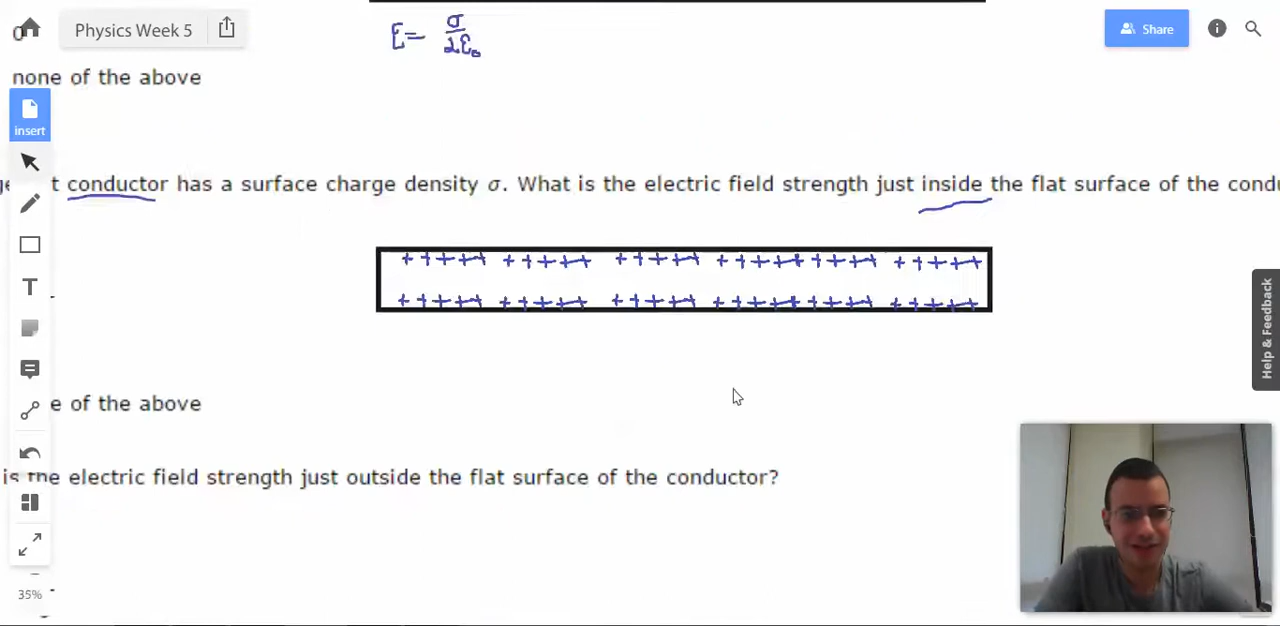 Physics Week 5
Share
E = σ/2ε₀
none of the above
insert
t conductor has a surface charge density σ. What is the electric field strength just inside the flat surface of the cond
+ + + + + + + + + + + + + + + + + + + + + + + + + + + + +
+ + + + + + + + + + + + + + + + + + + + + + + + + + + + +
T
Help & Feedback
e of the above
is the electric field strength just outside the flat surface of the conductor?
35%